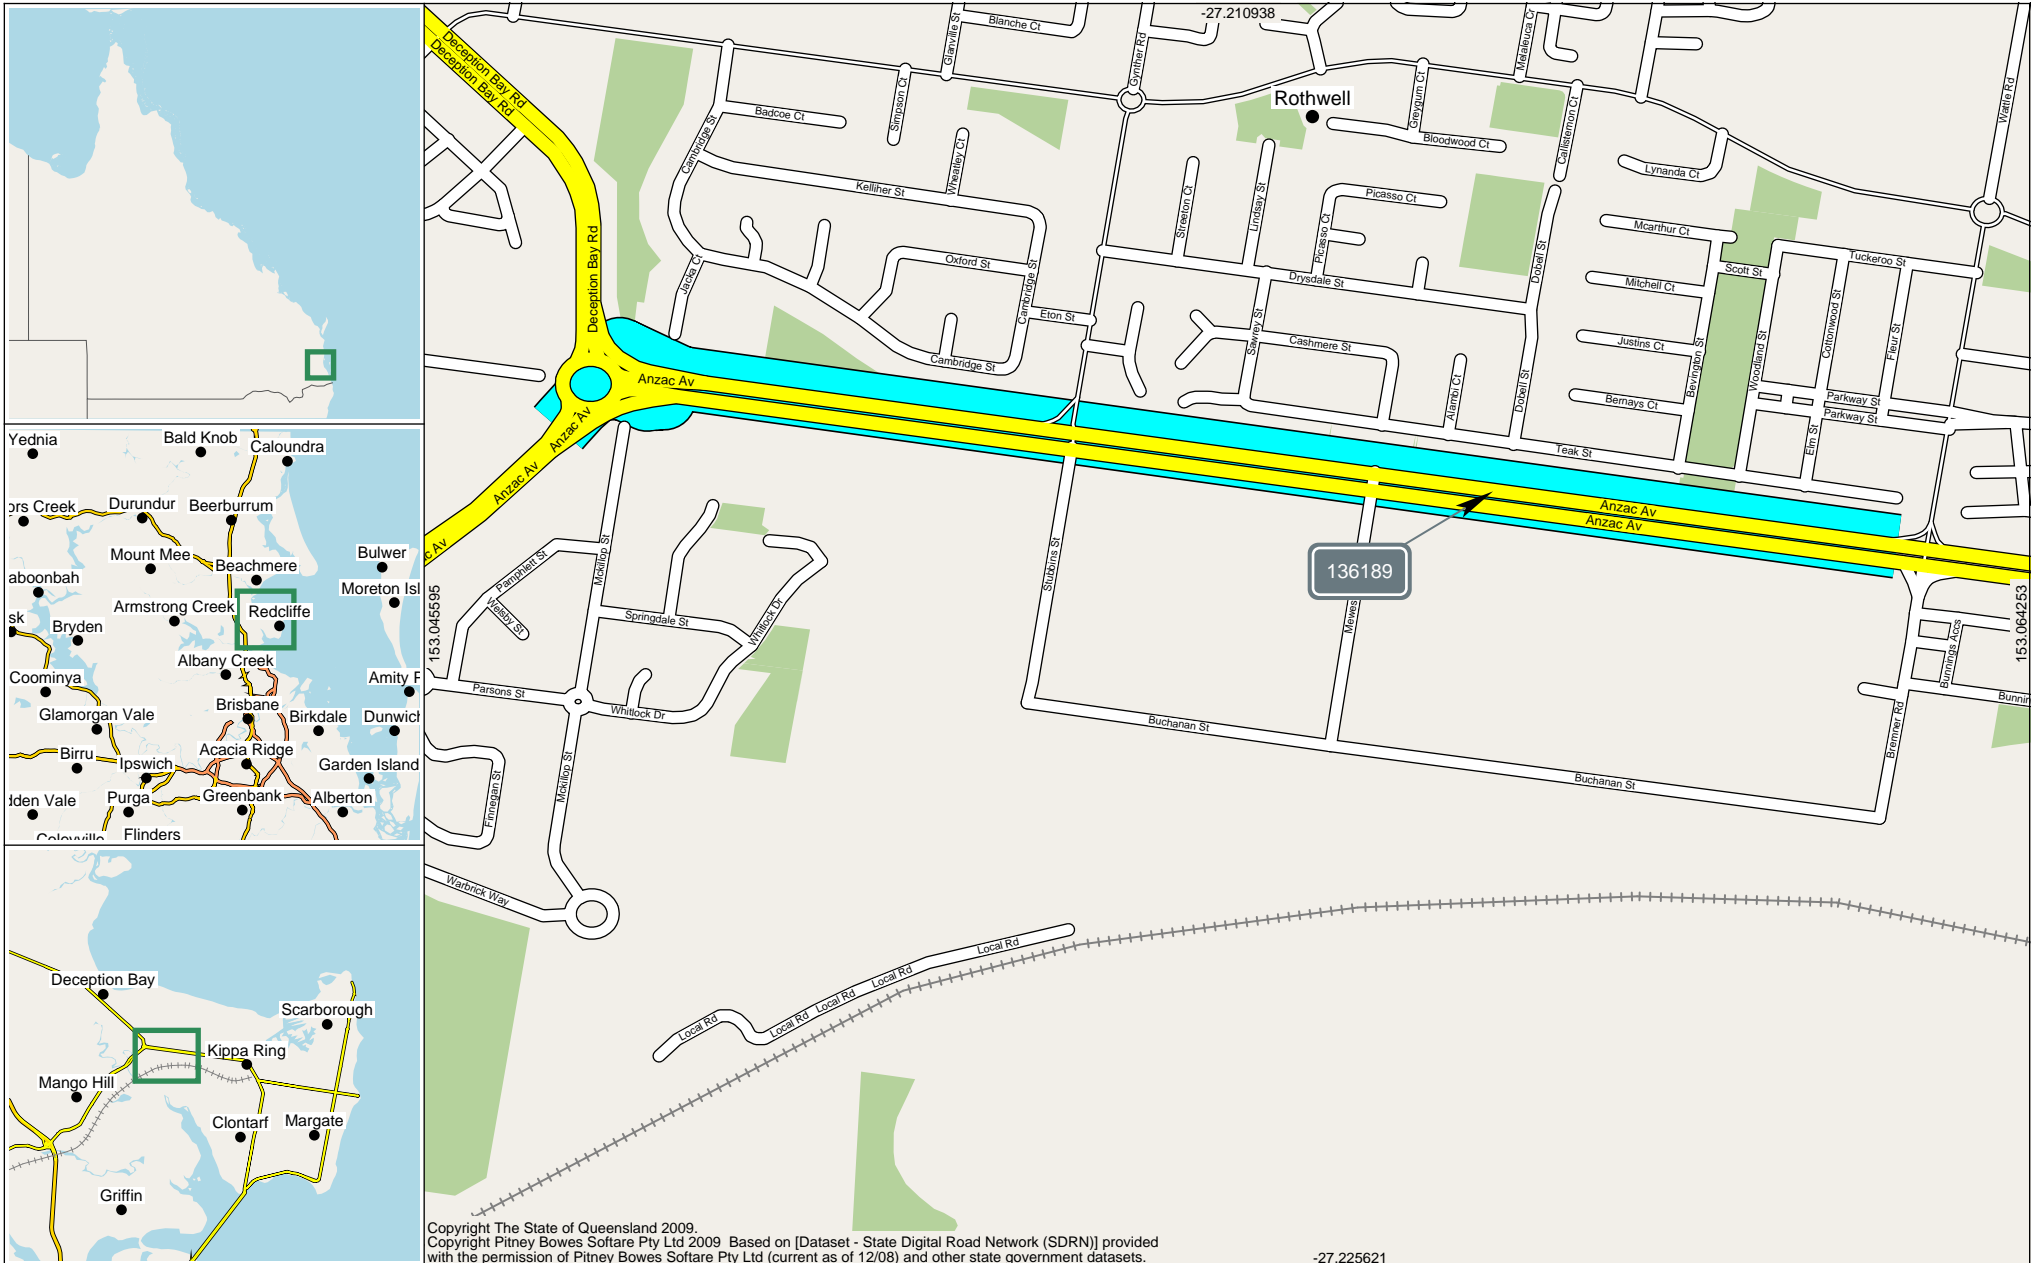 Yednia
Bald Knob
Caloundra
ors Creek
Durundur
Beerburrum
Mount Mee
Bulwer
aboonbah
Beachmere
Moreton Isl
Armstrong Creek
Redcliffe
sk
Bryden
Albany Creek
Coominya
Amity P
Glamorgan Vale
Brisbane
Birkdale
Dunwich
Birru
Ipswich
Acacia Ridge
Garden Island
dden Vale
Purga
Greenbank
Alberton
Coleyville
Flinders
Deception Bay
Scarborough
Kippa Ring
Mango Hill
Clontarf
Margate
Griffin
-27.210938
Deception Bay Rd
Deception Bay Rd
Blanche Ct
Glanville St
Gynther Rd
Melaleuca Cr
Wattle Rd
Rothwell
Badcoe Ct
Simpson Ct
Cambridge St
Wheatley Ct
Kelliher St
Greygum Ct
Bloodwood Ct
Callistemon Ct
Lynanda Ct
Streeton Ct
Lindsay St
Picasso Ct
Picasso Ct
Mcarthur Ct
Deception Bay Rd
Jacka Ct
Oxford St
Cambridge St
Eton St
Cambridge St
Drysdale St
Dobell St
Scott St
Tuckeroo St
Mitchell Ct
Sawrey St
Cashmere St
Justins Ct
Bevington St
Woodland St
Cottonwood St
Fleur St
Alambi Ct
Dobell St
Bernays Ct
Parkway St
Parkway St
Elm St
Teak St
Anzac Av
Anzac Av
Anzac Av
Anzac Av
Anzac Av
c Av
136189
153.045595
153.064253
Pamphlett St
Welsby St
Mckillop St
Springdale St
Whitlock Dr
Parsons St
Whitlock Dr
Mckillop St
Finnegan St
Warbrick Way
Stubbins St
Mewes
Buchanan St
Buchanan St
Bremner Rd
Bunnings Accs
Bunnin
Local Rd
Local Rd
Local Rd
Local Rd
Local Rd
Copyright The State of Queensland 2009.
Copyright Pitney Bowes Softare Pty Ltd 2009 Based on [Dataset - State Digital Road Network (SDRN)] provided
with the permission of Pitney Bowes Softare Pty Ltd (current as of 12/08) and other state government datasets.
-27.225621